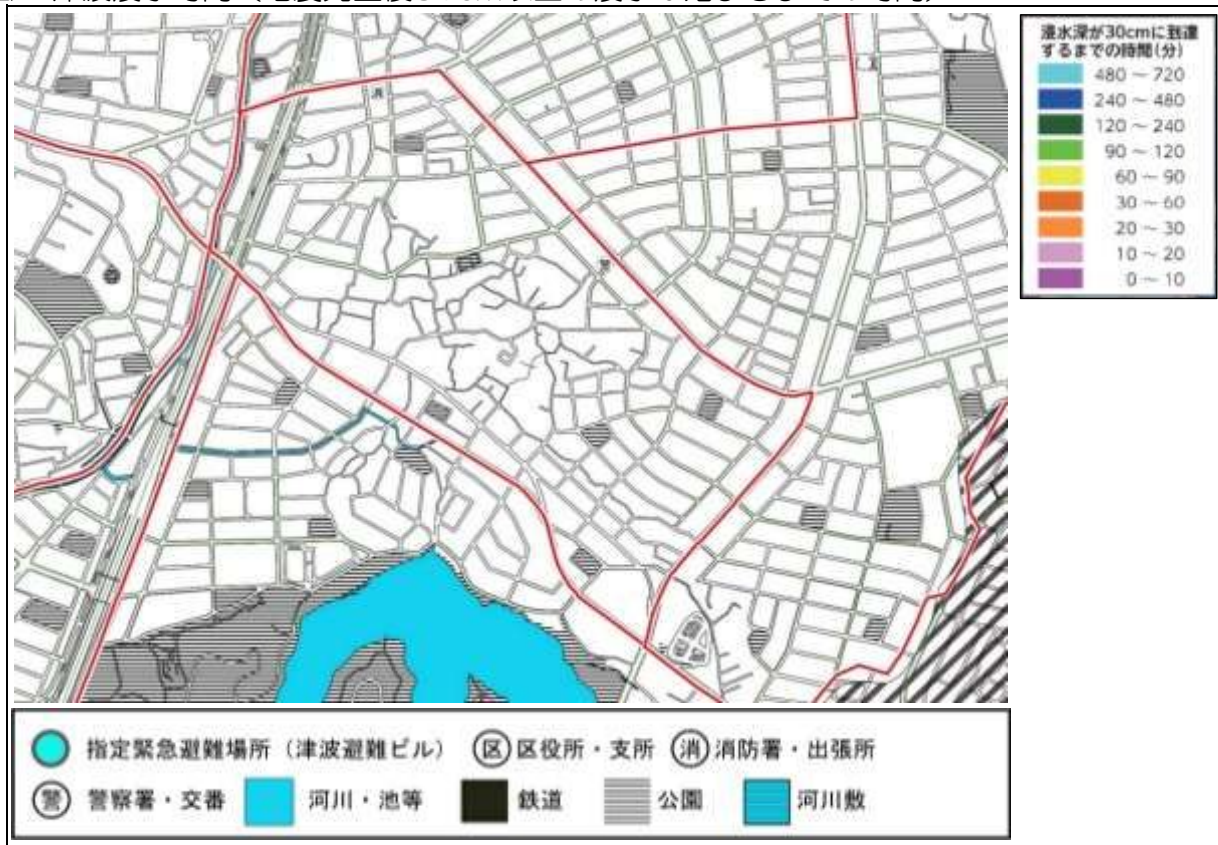 浸水深が30cmに到達
するまでの時間(分)
480～720
240～480
120～240
90～120
60～90
30～60
20～30
10～20
0～10
消
警
指定緊急避難場所（津波避難ビル）
区 区役所・支所
消 消防署・出張所
警 警察署・交番
河川・池等
鉄道
公園
河川敷